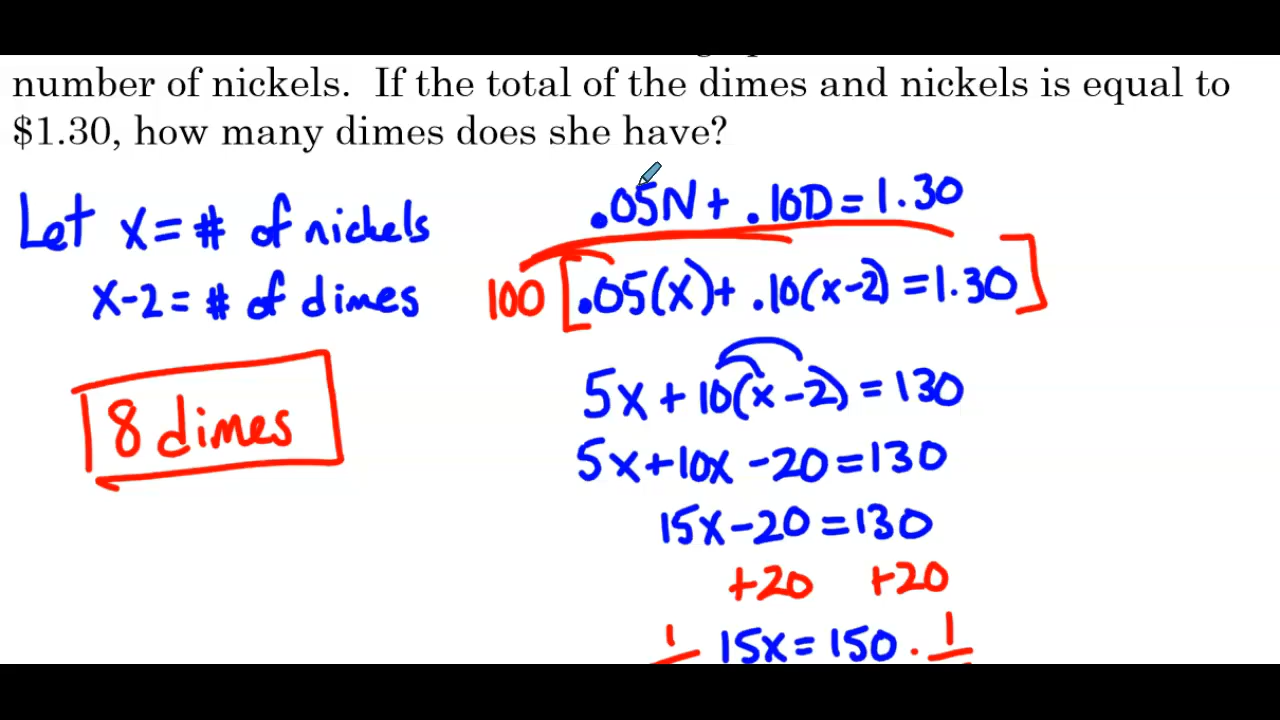 number of nickels. If the total of the dimes and nickels is equal to
$1.30, how many dimes does she have?
Let x = # of nickels
x-2 = # of dimes
8 dimes
.05N + .10D = 1.30
100 [.05(x) + .10(x-2) = 1.30]
5x + 10(x-2) = 130
5x+10x -20 = 130
15x-20 = 130
+20 +20
1 15x = 150 . 1